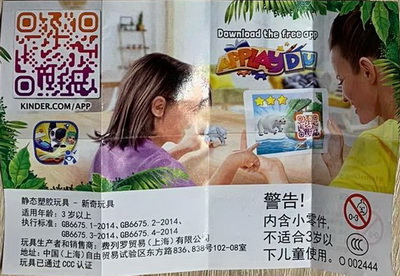 Download the free app
APPLAYDU
KINDER.COM/APP
静态塑胶玩具 - 新奇玩具
适用年龄: 3 岁以上
执行标准: GB6675.1-2014, GB6675.2-2014,
GB6675.3-2014, GB6675.4-2014
玩具生产者和销售商: 费列罗贸易(上海)有限公司
地址: 中国(上海)自由贸易试验区东方路836,838号102-08室
玩具已通过 CCC 认证
警告!
内含小零件,
不适合3岁以
下儿童使用。
0-3
CCC
O 002444